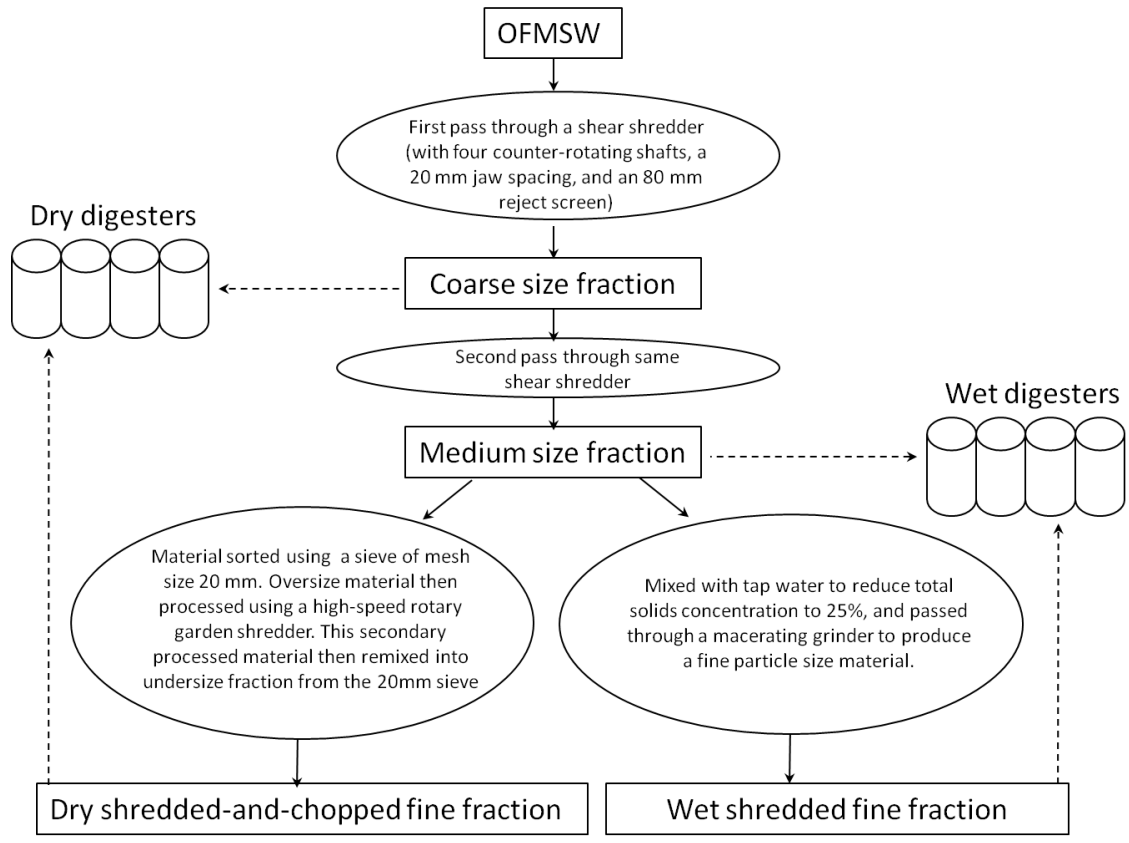 OFMSW
First pass through a shear shredder
(with four counter-rotating shafts, a
20 mm jaw spacing, and an 80 mm
reject screen)
Dry digesters
Coarse size fraction
Second pass through same
shear shredder
Wet digesters
Medium size fraction
Material sorted using a sieve of mesh
size 20 mm. Oversize material then
processed using a high-speed rotary
garden shredder. This secondary
processed material then remixed into
undersize fraction from the 20mm sieve
Mixed with tap water to reduce total
solids concentration to 25%, and passed
through a macerating grinder to produce
a fine particle size material.
Dry shredded-and-chopped fine fraction
Wet shredded fine fraction